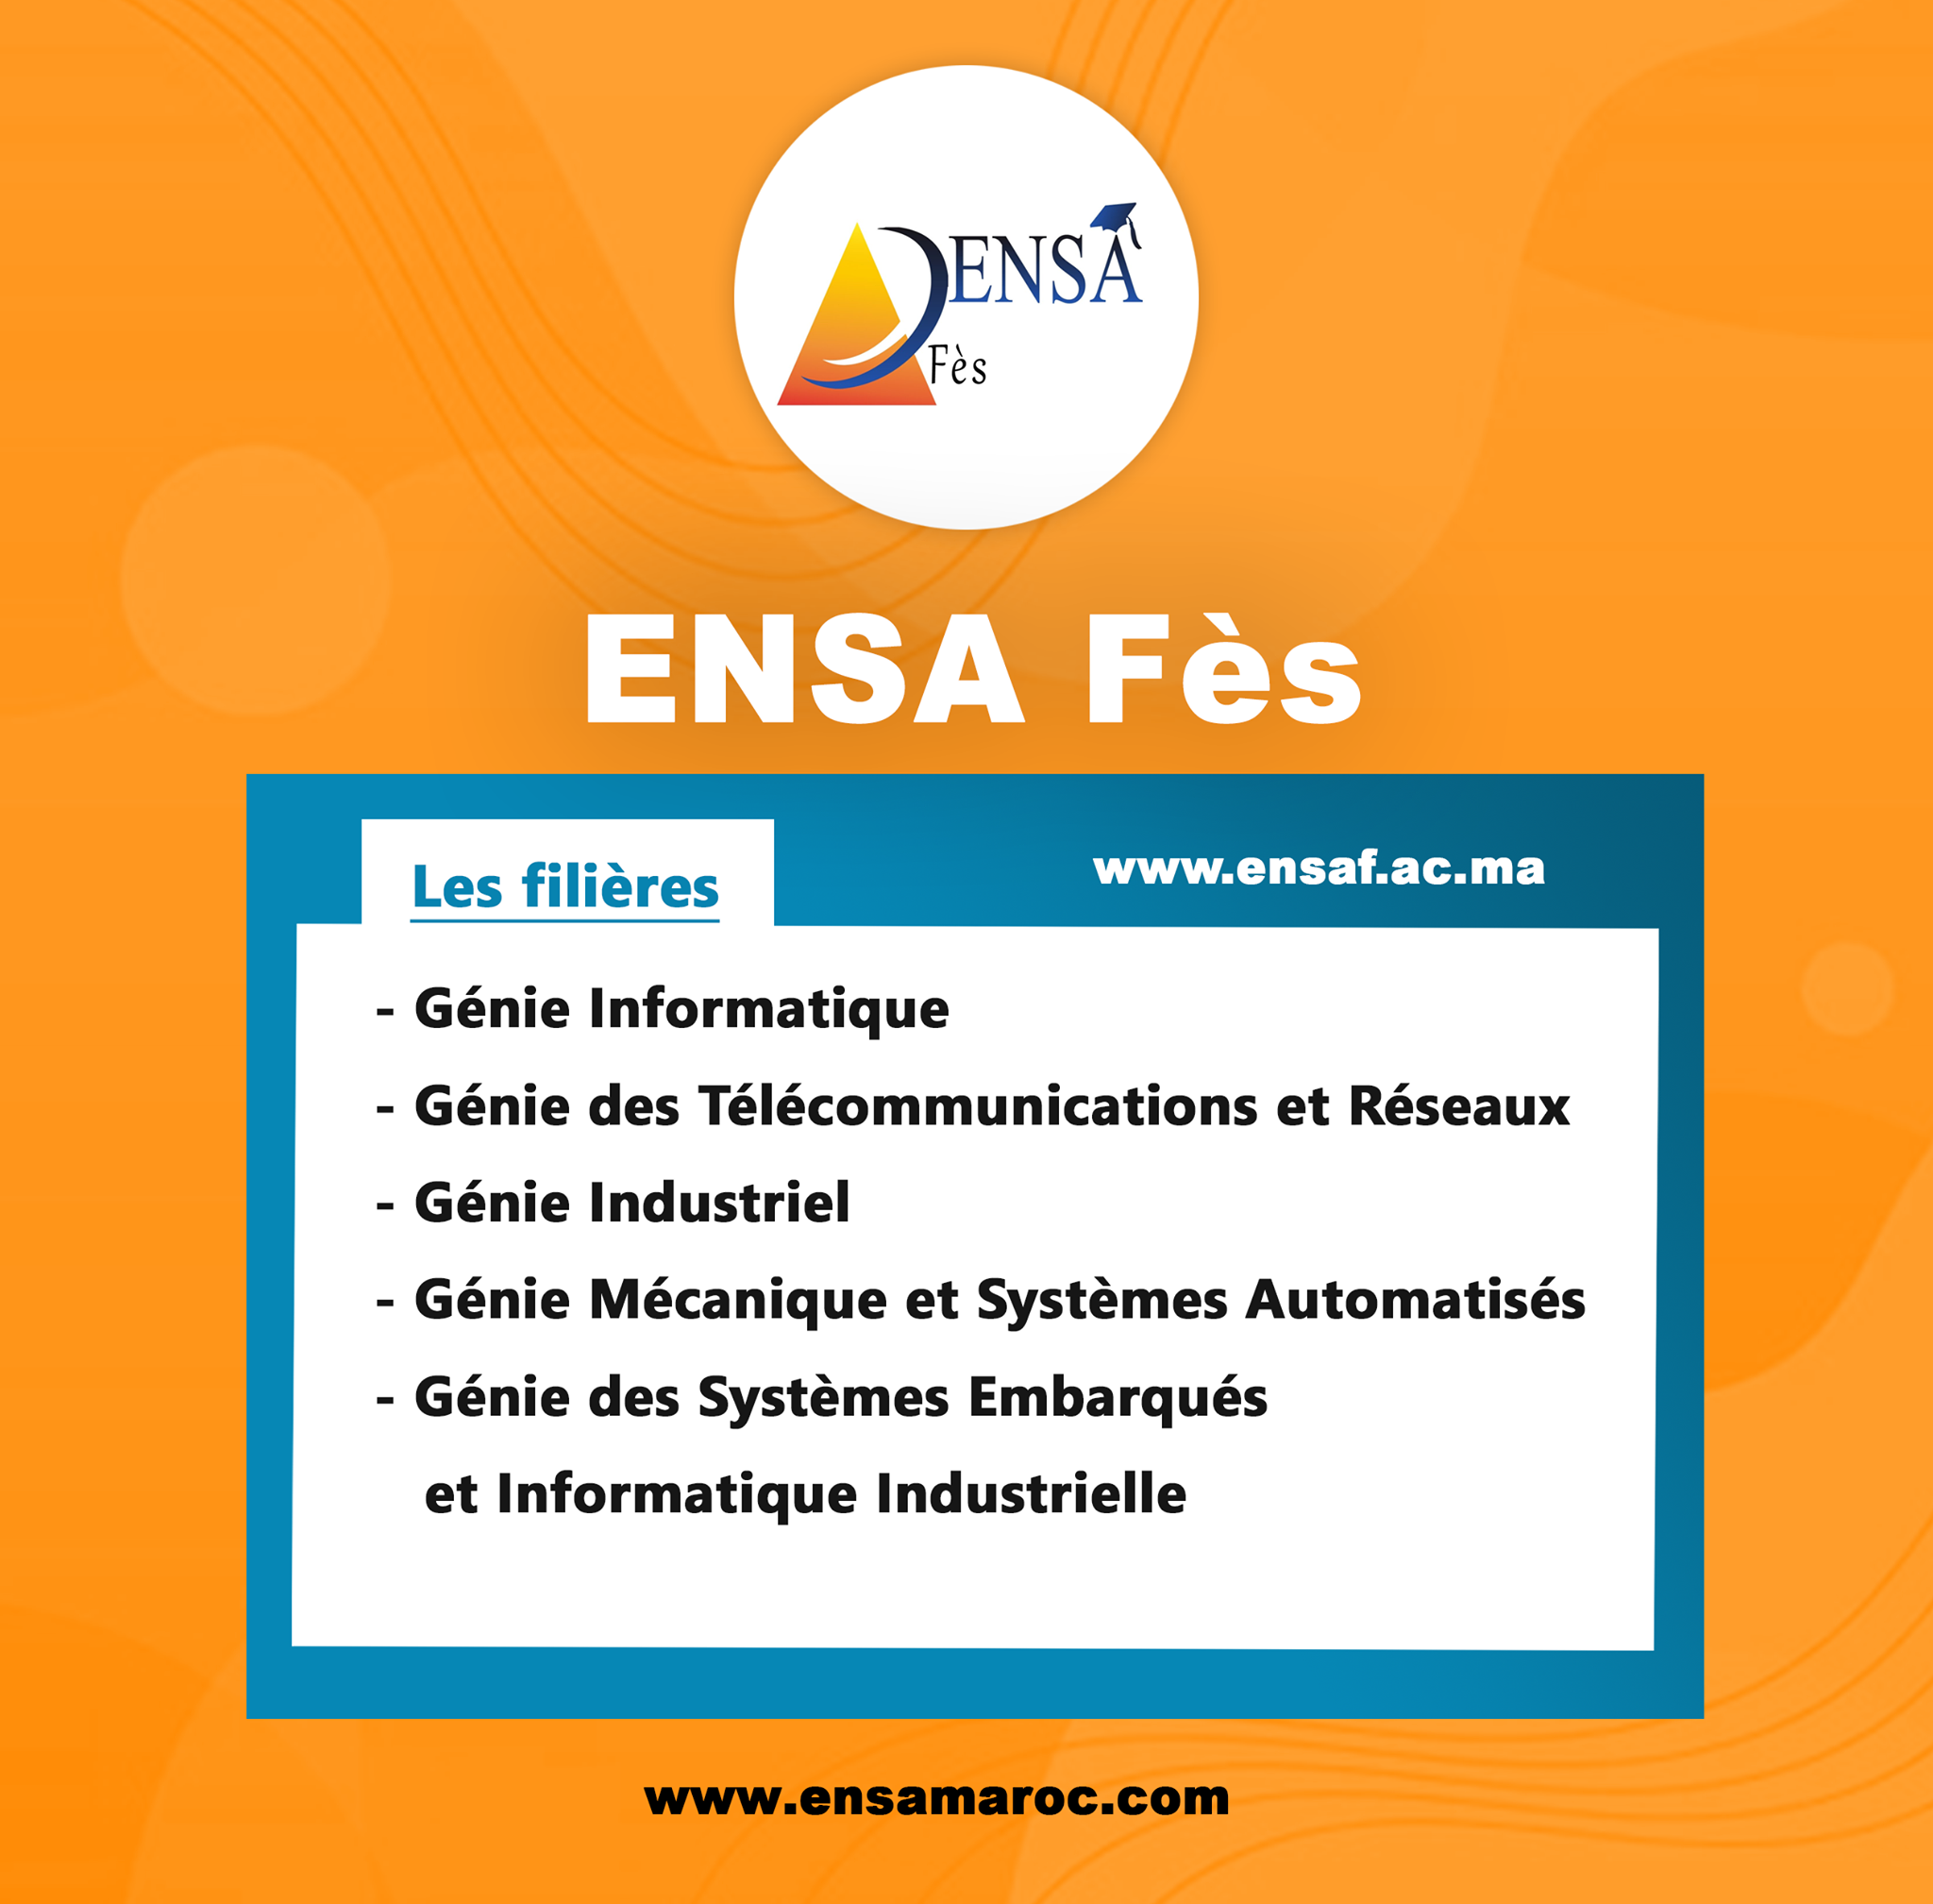 ENSA
Fès
ENSA Fès
Les filières
www.ensaf.ac.ma
- Génie Informatique
- Génie des Télécommunications et Réseaux
- Génie Industriel
- Génie Mécanique et Systèmes Automatisés
- Génie des Systèmes Embarqués
et Informatique Industrielle
www.ensamaroc.com